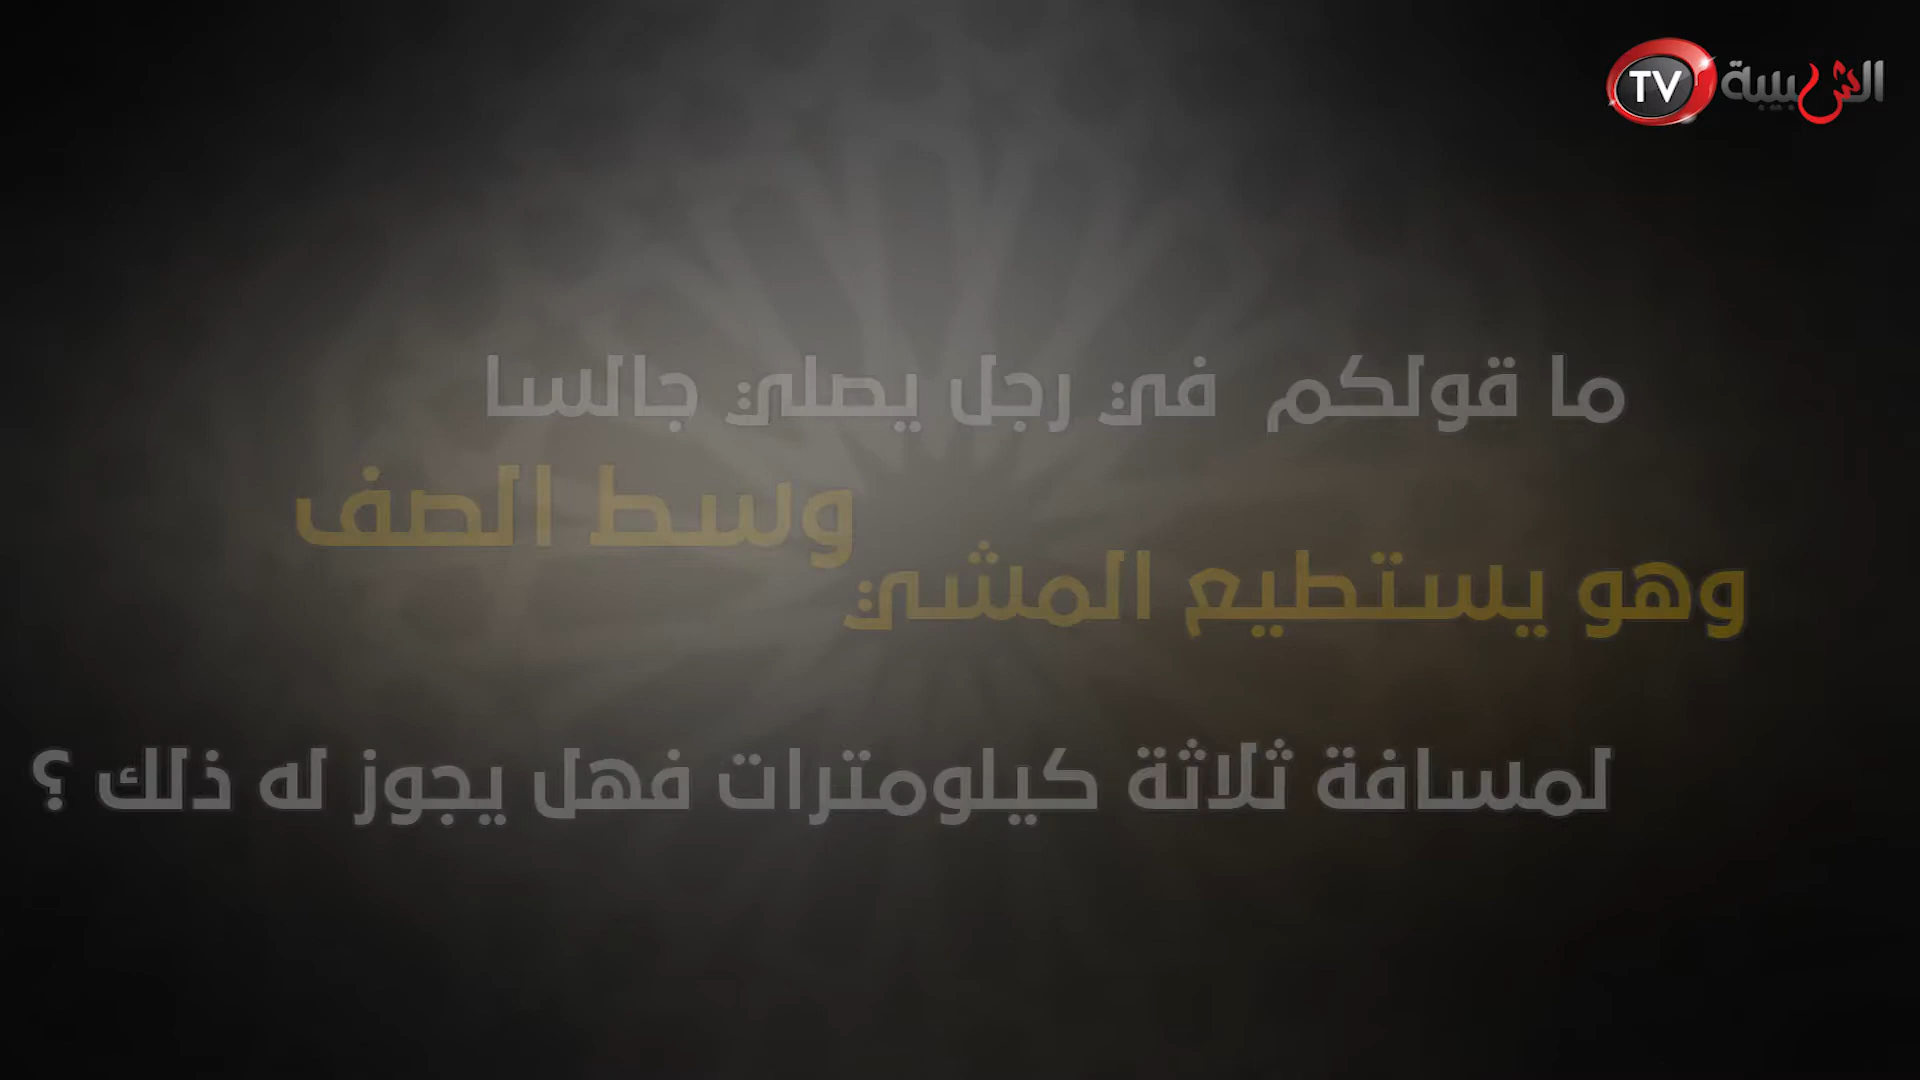 الشبيبة TV
ما قولكم في رجل يصلي جالسا
وسط الصف
وهو يستطيع المشي
لمسافة ثلاثة كيلومترات فهل يجوز له ذلك ؟